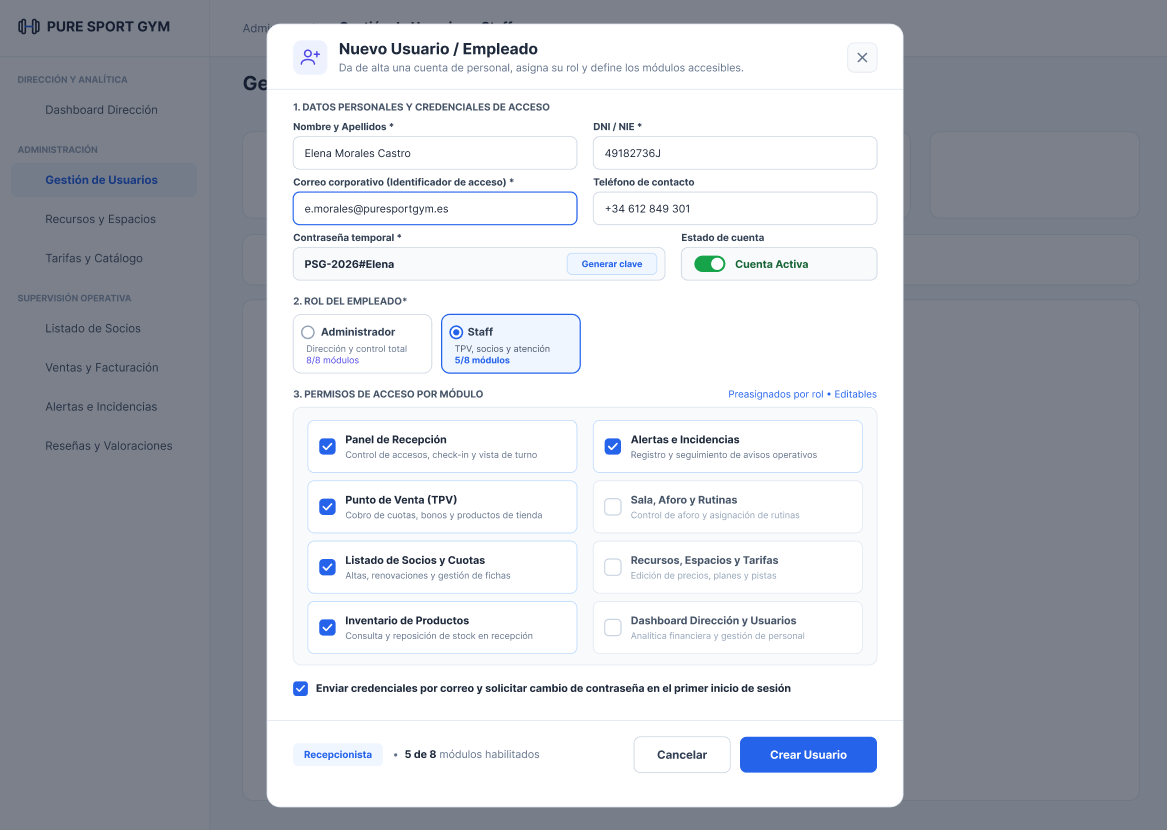 PURE SPORT GYM
DIRECCIÓN Y ANALÍTICA
Dashboard Dirección
ADMINISTRACIÓN
Gestión de Usuarios
Recursos y Espacios
Tarifas y Catálogo
SUPERVISIÓN OPERATIVA
Listado de Socios
Ventas y Facturación
Alertas e Incidencias
Reseñas y Valoraciones
Nuevo Usuario / Empleado
Da de alta una cuenta de personal, asigna su rol y define los módulos accesibles.
1. DATOS PERSONALES Y CREDENCIALES DE ACCESO
Nombre y Apellidos *
DNI / NIE *
Elena Morales Castro
49182736J
Correo corporativo (Identificador de acceso) *
Teléfono de contacto
e.morales@puresportgym.es
+34 612 849 301
Contraseña temporal *
Estado de cuenta
PSG-2026#Elena
Generar clave
Cuenta Activa
2. ROL DEL EMPLEADO*
Administrador
Dirección y control total
8/8 módulos
Staff
TPV, socios y atención
5/8 módulos
3. PERMISOS DE ACCESO POR MÓDULO
Preasignados por rol • Editables
Panel de Recepción
Control de accesos, check-in y vista de turno
Alertas e Incidencias
Registro y seguimiento de avisos operativos
Punto de Venta (TPV)
Cobro de cuotas, bonos y productos de tienda
Sala, Aforo y Rutinas
Control de aforo y asignación de rutinas
Listado de Socios y Cuotas
Altas, renovaciones y gestión de fichas
Recursos, Espacios y Tarifas
Edición de precios, planes y pistas
Inventario de Productos
Consulta y reposición de stock en recepción
Dashboard Dirección y Usuarios
Analítica financiera y gestión de personal
Enviar credenciales por correo y solicitar cambio de contraseña en el primer inicio de sesión
Recepcionista
• 5 de 8 módulos habilitados
Cancelar
Crear Usuario